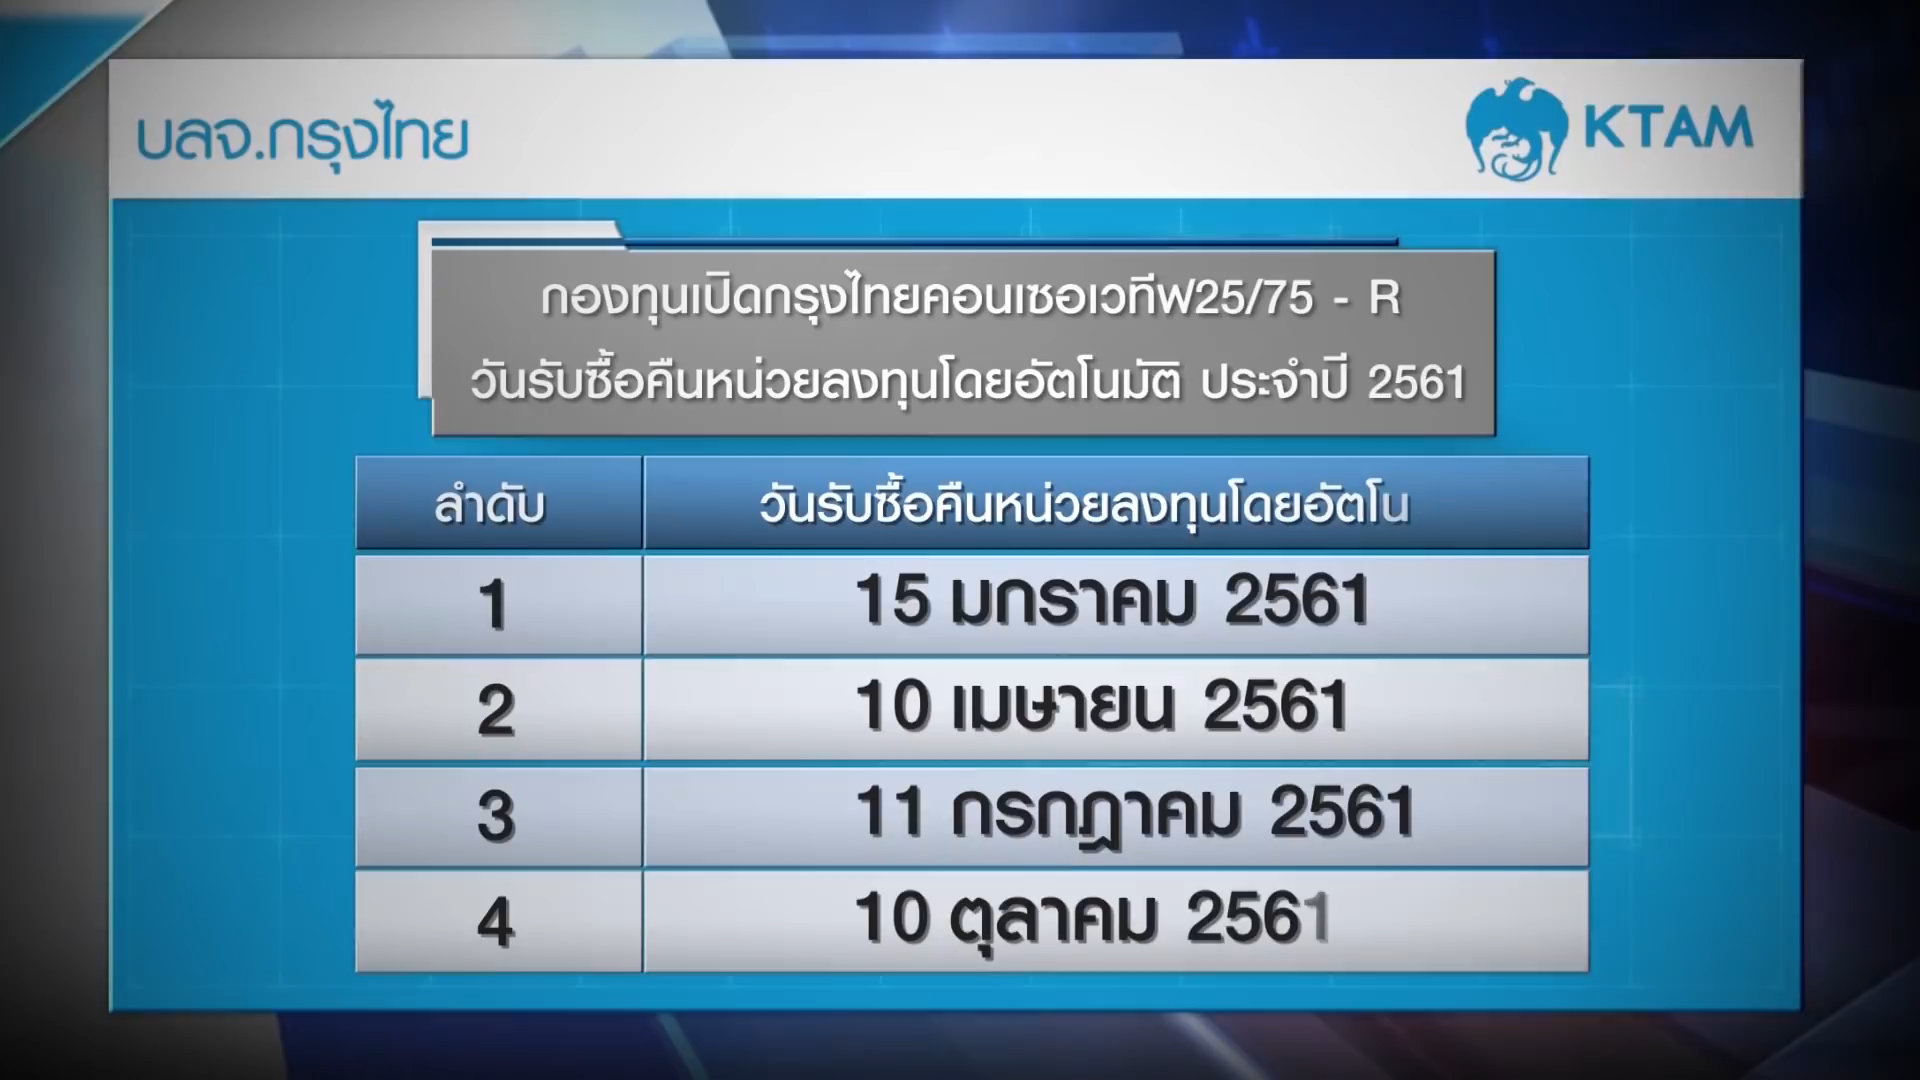 บลจ.กรุงไทย
KTAM
กองทุนเปิดกรุงไทยคอนเซอเวทีฟ25/75 - R
วันรับซื้อคืนหน่วยลงทุนโดยอัตโนมัติ ประจำปี 2561
ลำดับ วันรับซื้อคืนหน่วยลงทุนโดยอัตโน
1 15 มกราคม 2561
2 10 เมษายน 2561
3 11 กรกฎาคม 2561
4 10 ตุลาคม 2561